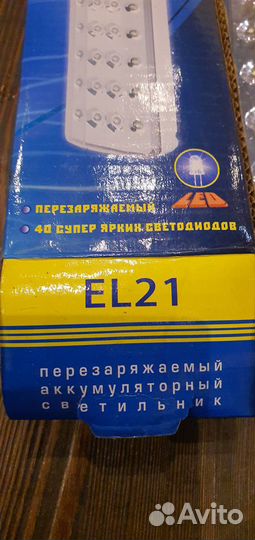 LED
ПЕРЕЗАРЯЖАЕМЫЙ
40 СУПЕР ЯРКИХ СВЕТОДИОДОВ
EL21
перезаряжаемый
аккумуляторный
светильник
Avito